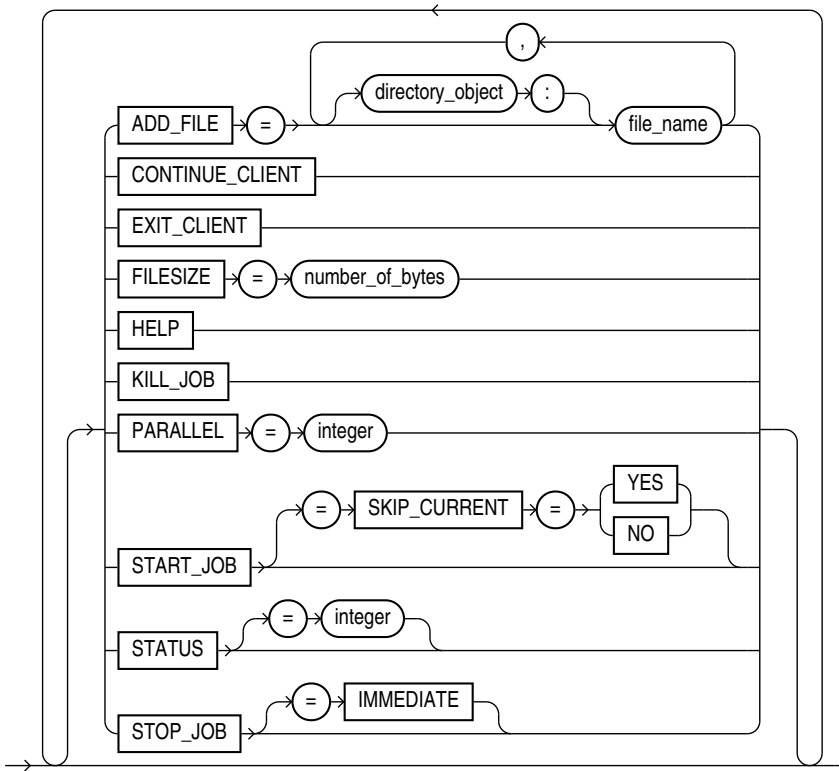 ,
directory_object :
ADD_FILE = file_name
CONTINUE_CLIENT
EXIT_CLIENT
FILESIZE = number_of_bytes
HELP
KILL_JOB
PARALLEL = integer
YES
= SKIP_CURRENT =
NO
START_JOB
= integer
STATUS
= IMMEDIATE
STOP_JOB